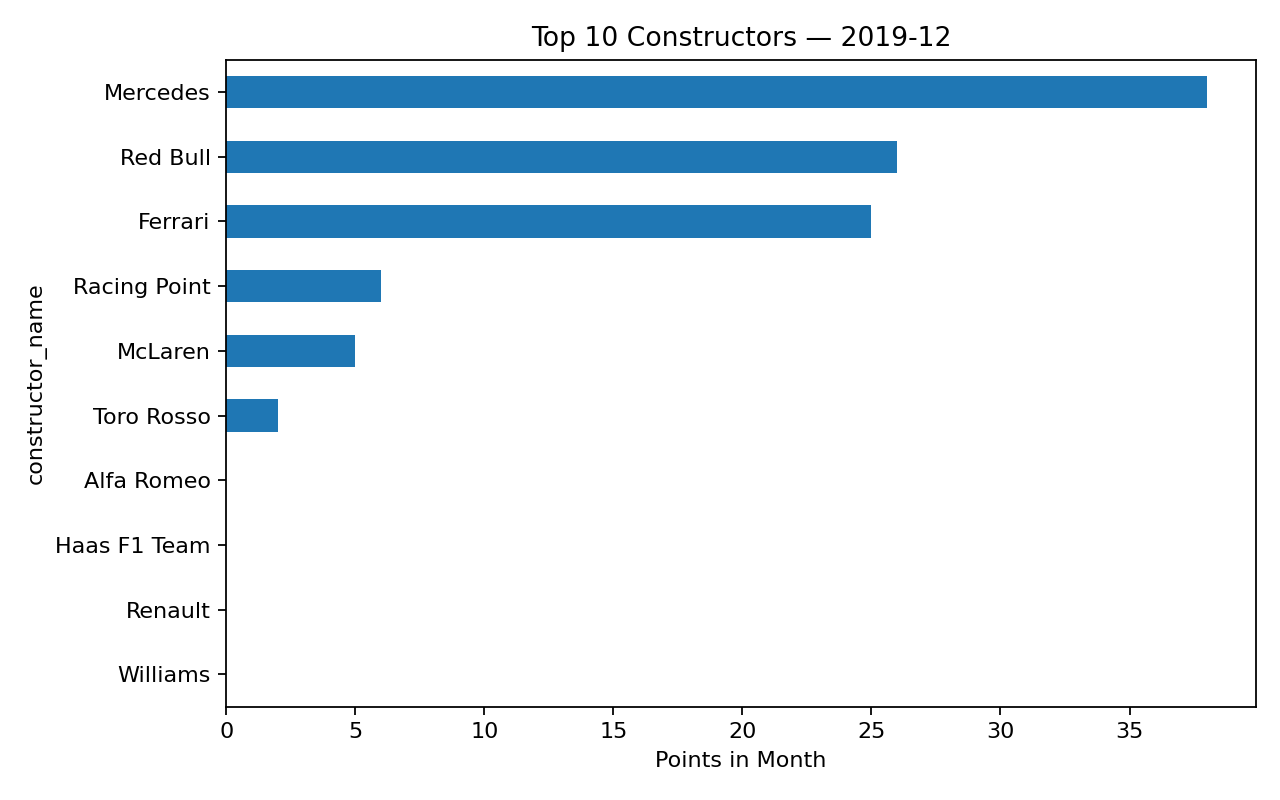 Top 10 Constructors — 2019-12
Mercedes
Red Bull
Ferrari
Racing Point
McLaren
Toro Rosso
Alfa Romeo
Haas F1 Team
Renault
Williams
constructor_name
0 5 10 15 20 25 30 35
Points in Month